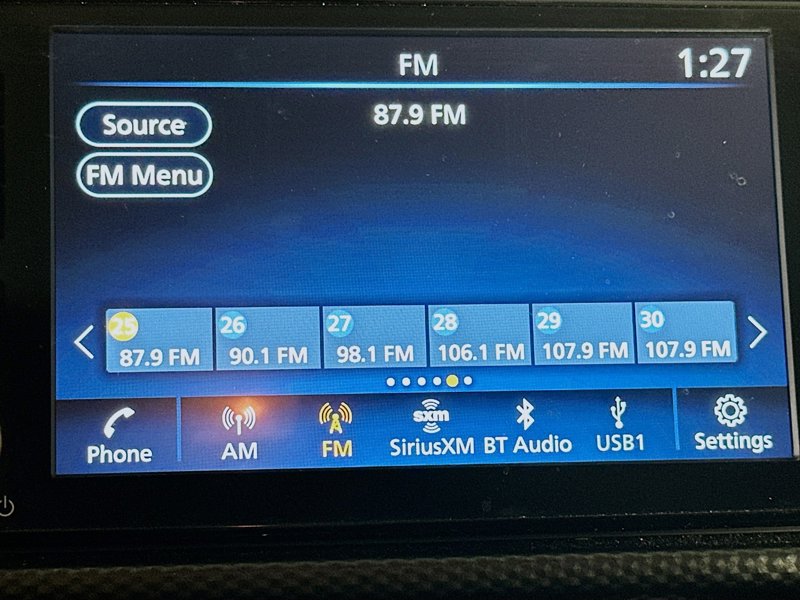 FM
1:27
87.9 FM
Source
FM Menu
25 26 27 28 29 30
87.9 FM 90.1 FM 98.1 FM 106.1 FM 107.9 FM 107.9 FM
sxm
Phone AM FM SiriusXM BT Audio USB1 Settings